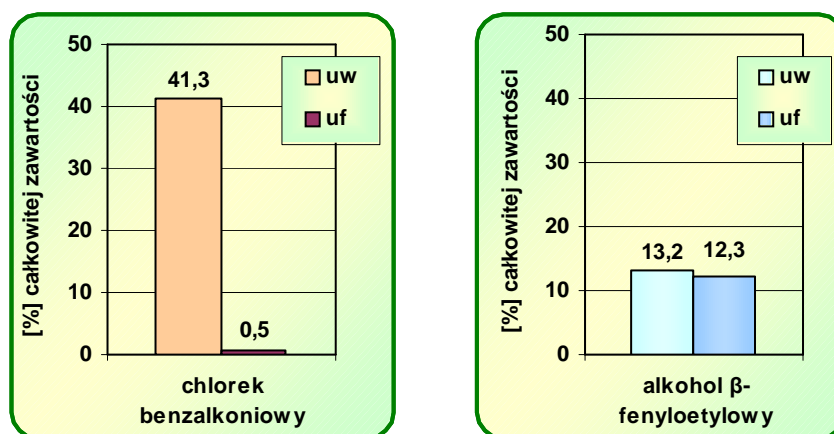 [%] całkowitej zawartości
50
40
30
20
10
0
41,3
0,5
uw
uf
chlorek
benzalkoniowy
[%] całkowitej zawartości
50
40
30
20
10
0
13,2
12,3
uw
uf
alkohol β-
fenyloetylowy